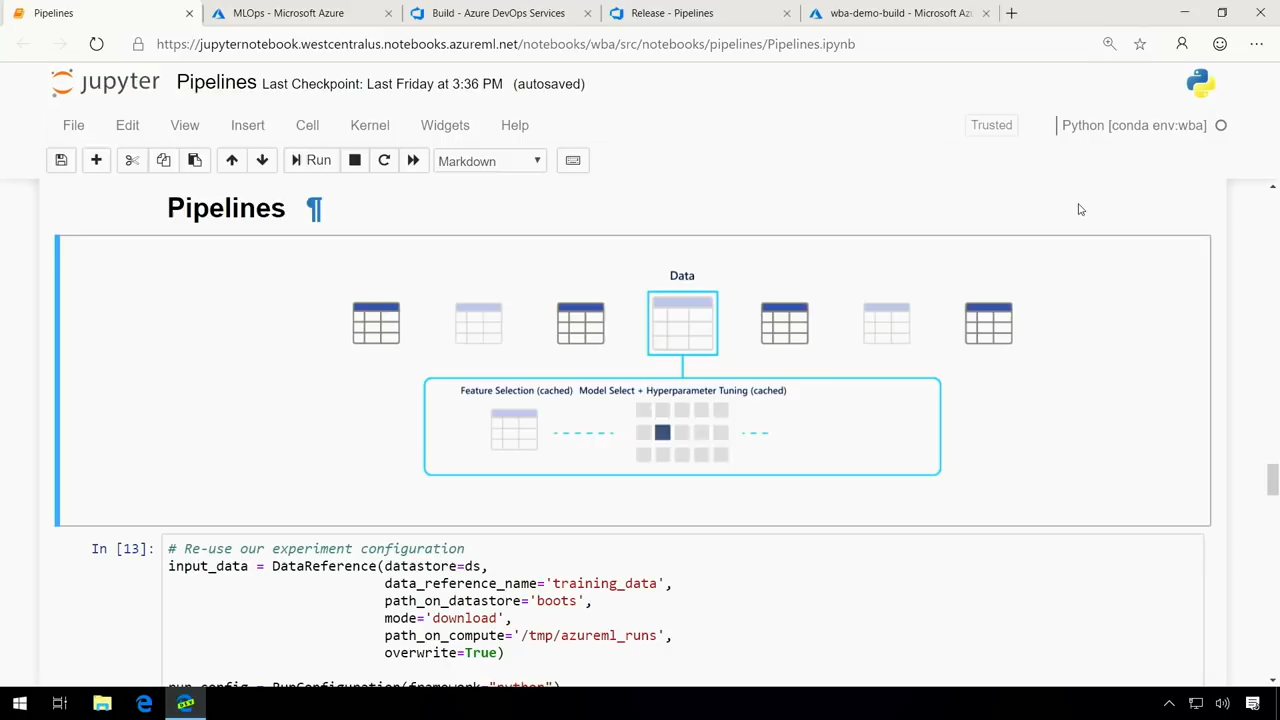 Pipelines
MLOps - Microsoft Azure
Build - Azure DevOps Services
Release - Pipelines
wba-demo-build - Microsoft Az
https://jupyternotebook.westcentralus.notebooks.azureml.net/notebooks/wba/src/notebooks/pipelines/Pipelines.ipynb
jupyter Pipelines Last Checkpoint: Last Friday at 3:36 PM (autosaved)
File Edit View Insert Cell Kernel Widgets Help
Trusted
Python [conda env:wba]
Run
Markdown
Pipelines ¶
Data
Feature Selection (cached) Model Select + Hyperparameter Tuning (cached)
In [13]: # Re-use our experiment configuration
input_data = DataReference(datastore=ds,
data_reference_name='training_data',
path_on_datastore='boots',
mode='download',
path_on_compute='/tmp/azureml_runs',
overwrite=True)
run_config = RunConfiguration(framework="python")